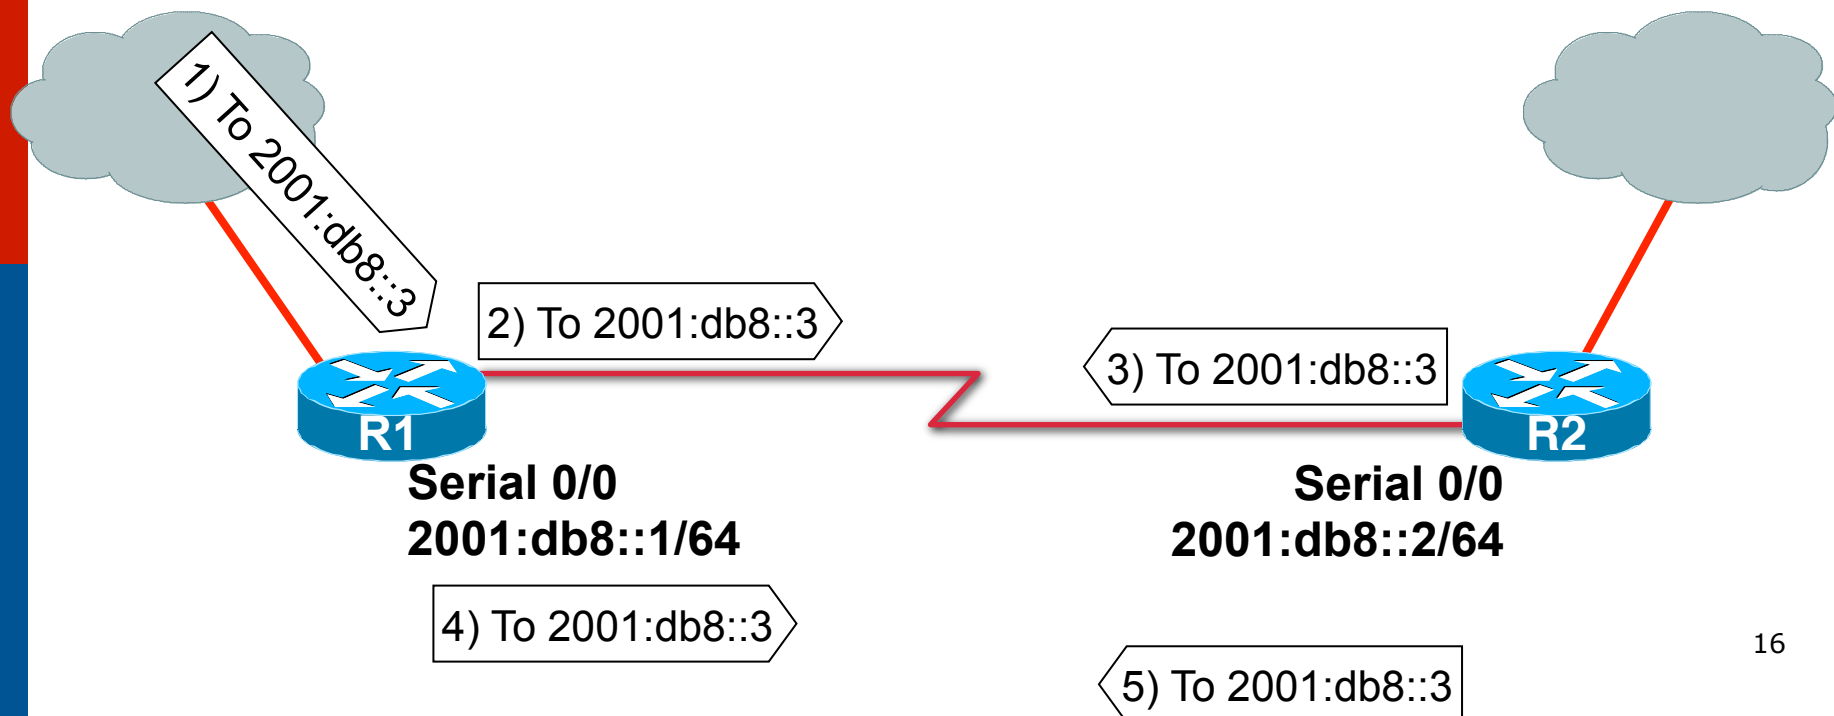 1) To 2001:db8::3
2) To 2001:db8::3
3) To 2001:db8::3
R1
R2
Serial 0/0
2001:db8::1/64
Serial 0/0
2001:db8::2/64
4) To 2001:db8::3
5) To 2001:db8::3
16